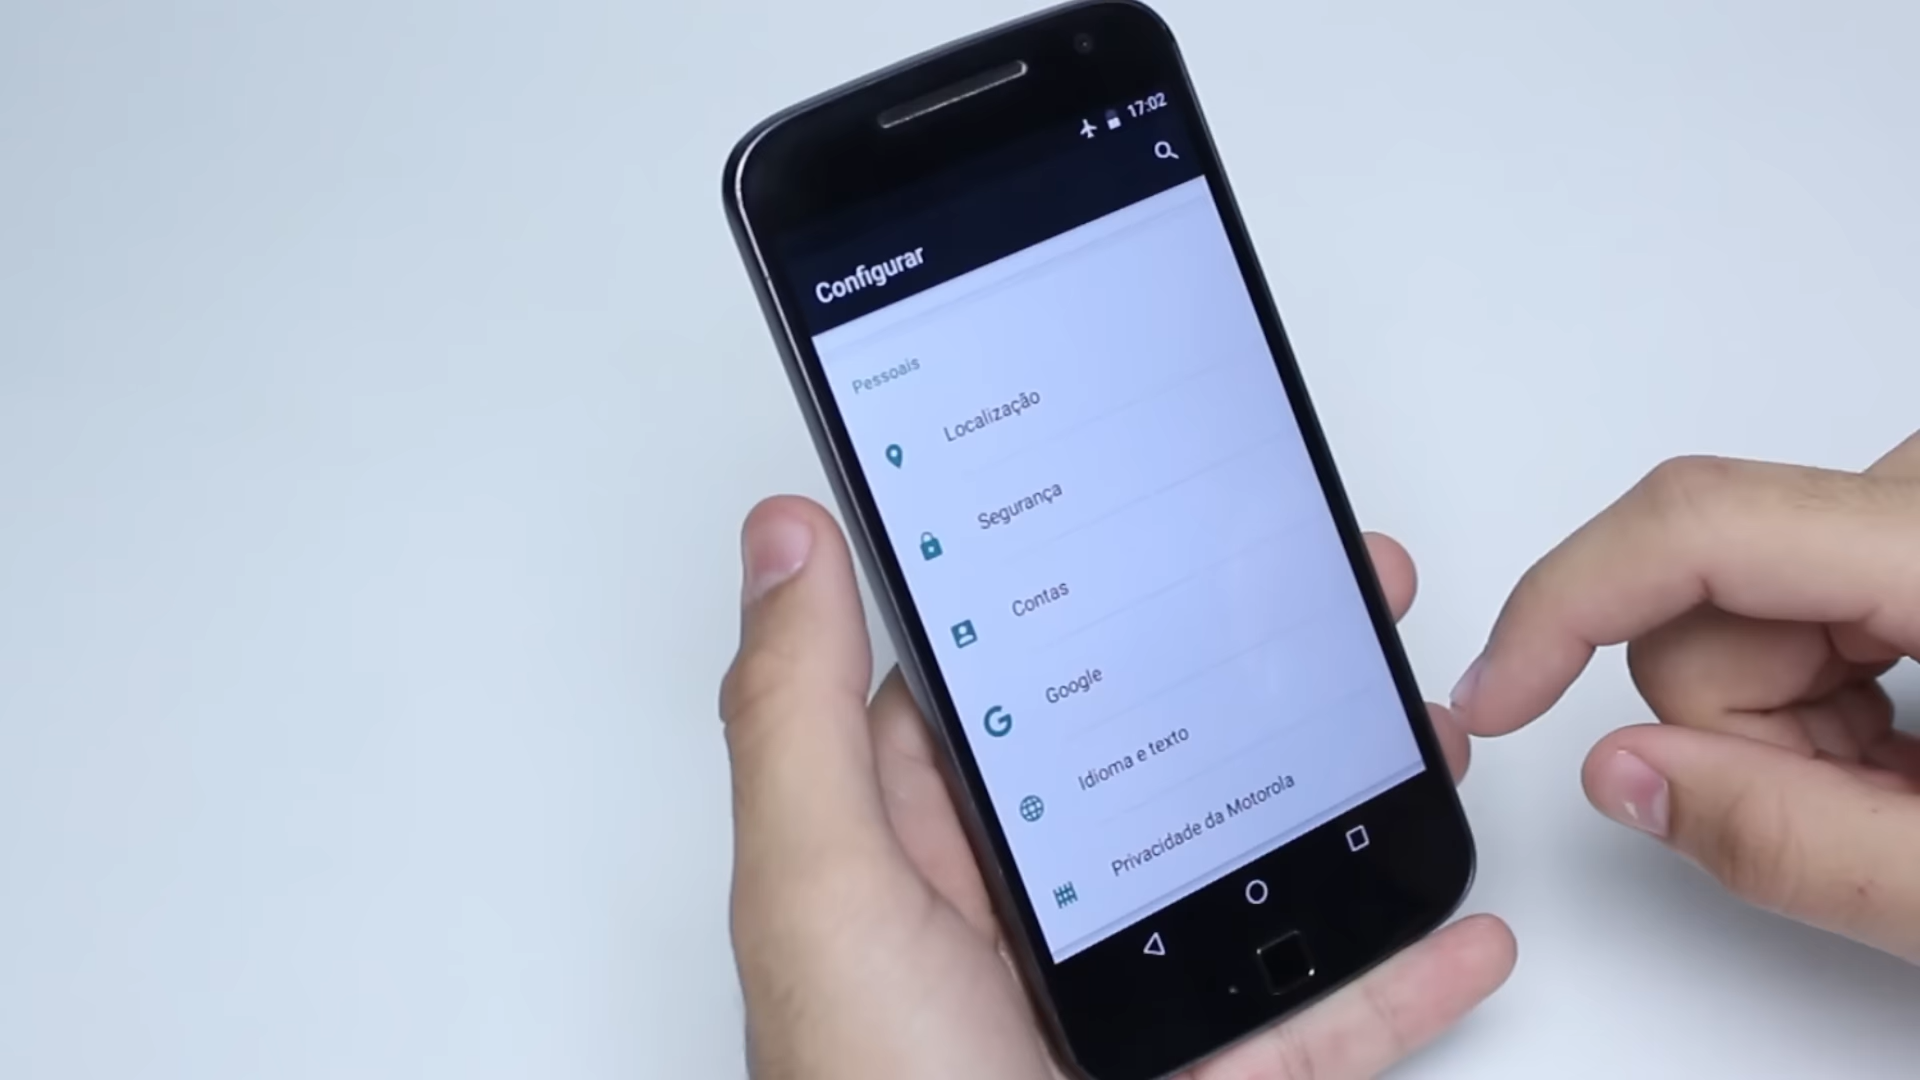 17:02
Configurar
Pessoais
Localização
Segurança
Contas
Google
Idioma e texto
Privacidade da Motorola